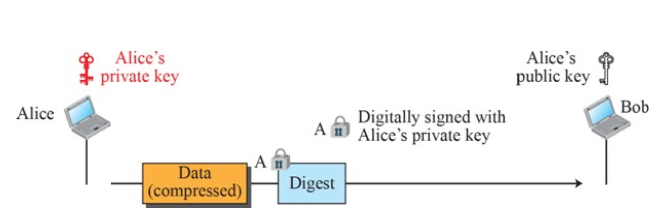 Alice's
private key
Alice's
public key
Alice
Bob
A
Digitally signed with
Alice's private key
A
Data
(compressed)
Digest